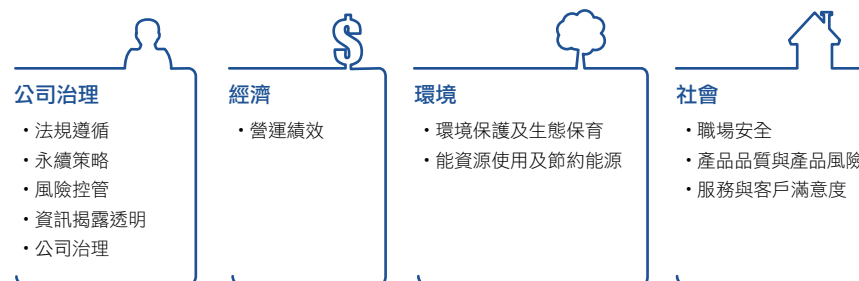 公司治理
・法規遵循
・永續策略
・風險控管
・資訊揭露透明
・公司治理
經濟
・營運績效
環境
・環境保護及生態保育
・能資源使用及節約能源
社會
・職場安全
・產品品質與產品風險
・服務與客戶滿意度